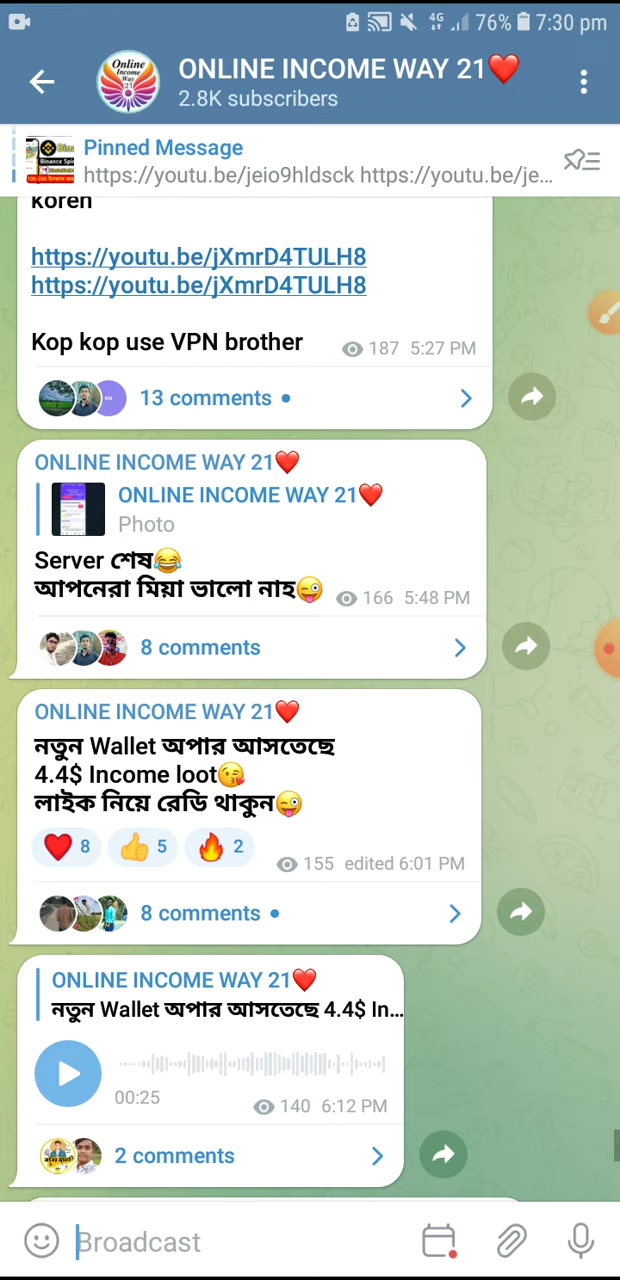 4G 76% 7:30 pm
Online Income Way 21
ONLINE INCOME WAY 21❤️
2.8K subscribers
Pinned Message
https://youtu.be/jeio9hldsck https://youtu.be/je...
koren
https://youtu.be/jXmrD4TULH8
https://youtu.be/jXmrD4TULH8
Kop kop use VPN brother
187 5:27 PM
13 comments
ONLINE INCOME WAY 21❤️
ONLINE INCOME WAY 21❤️
Photo
Server শেষ😂
আপনেরা মিয়া ভালো নাহ😜
166 5:48 PM
8 comments
ONLINE INCOME WAY 21❤️
নতুন Wallet অপার আসতেছে
4.4$ Income loot😘
লাইক নিয়ে রেডি থাকুন😜
❤️ 8 👍 5 🔥 2
155 edited 6:01 PM
8 comments
ONLINE INCOME WAY 21❤️
নতুন Wallet অপার আসতেছে 4.4$ In...
00:25
140 6:12 PM
2 comments
Broadcast